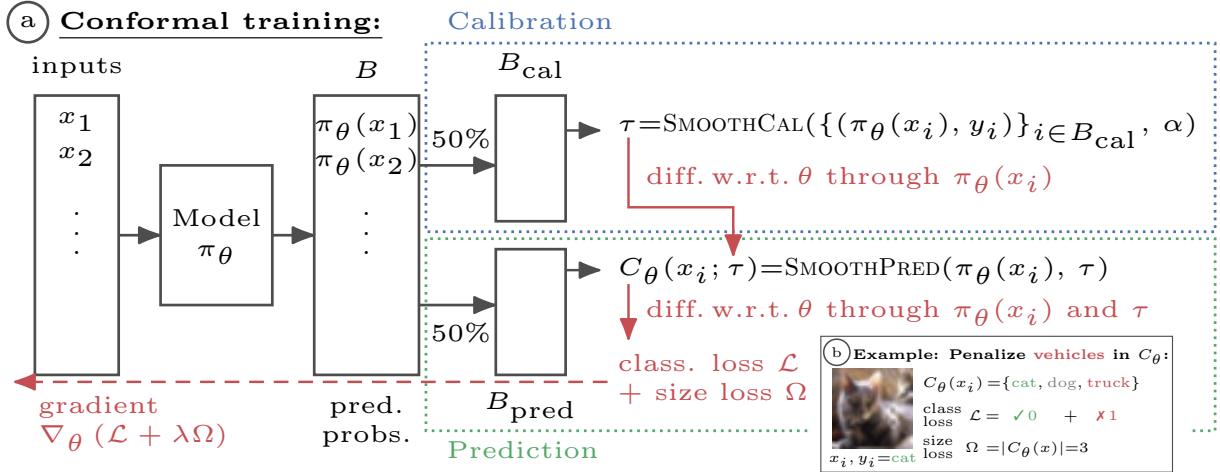 a Conformal training:
Calibration
inputs
B
B_cal
x_1
x_2
.
.
.
Model
π_θ
π_θ(x_1)
π_θ(x_2)
.
.
.
50%
τ=SMOOTHCAL({(π_θ(x_i), y_i)}_{i∈B_cal}, α)
diff. w.r.t. θ through π_θ(x_i)
C_θ(x_i; τ)=SMOOTHPRED(π_θ(x_i), τ)
diff. w.r.t. θ through π_θ(x_i) and τ
50%
class. loss ℒ
+ size loss Ω
B_pred
gradient
∇_θ (ℒ + λΩ)
pred.
probs.
Prediction
b Example: Penalize vehicles in C_θ:
C_θ(x_i)={cat, dog, truck}
class
loss ℒ= ✓0 + ✗1
size
loss Ω=|C_θ(x)|=3
x_i, y_i=cat